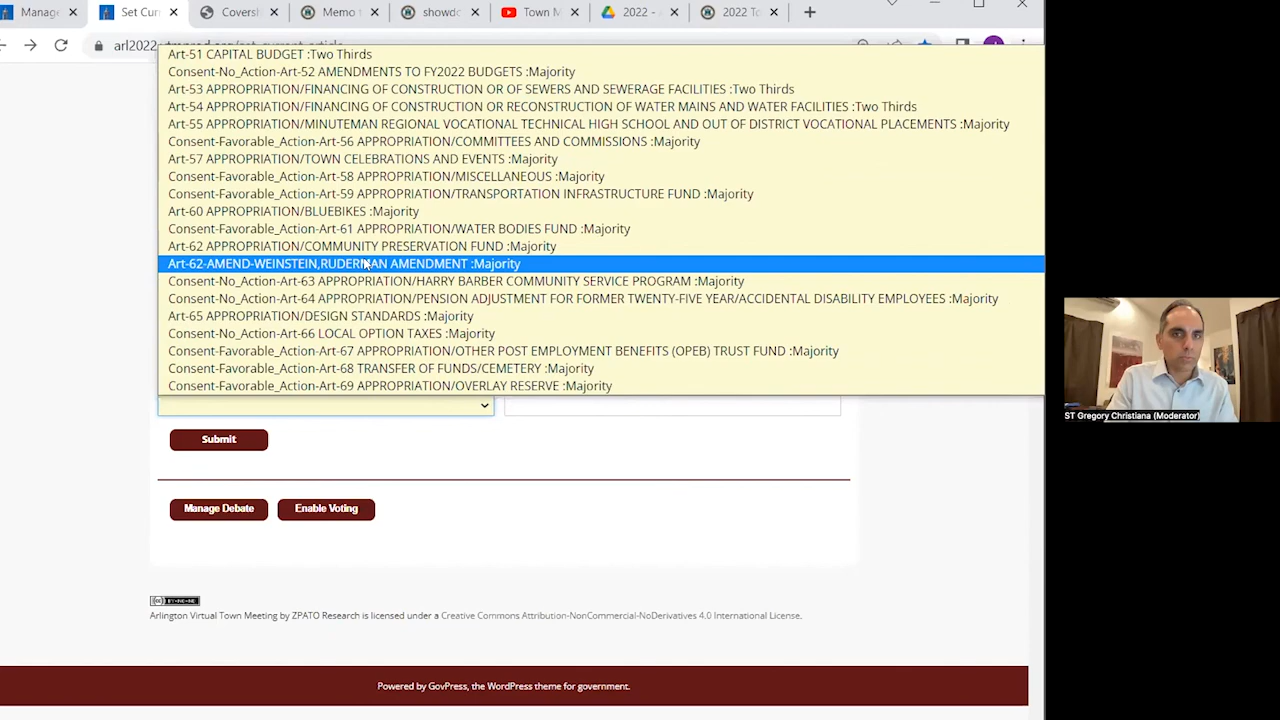 Manage
Set Curr
Coversh
Memo t
showdo
Town M
2022 -
2022 To
Art-51 CAPITAL BUDGET :Two Thirds
Consent-No_Action-Art-52 AMENDMENTS TO FY2022 BUDGETS :Majority
Art-53 APPROPRIATION/FINANCING OF CONSTRUCTION OR OF SEWERS AND SEWERAGE FACILITIES :Two Thirds
Art-54 APPROPRIATION/FINANCING OF CONSTRUCTION OR RECONSTRUCTION OF WATER MAINS AND WATER FACILITIES :Two Thirds
Art-55 APPROPRIATION/MINUTEMAN REGIONAL VOCATIONAL TECHNICAL HIGH SCHOOL AND OUT OF DISTRICT VOCATIONAL PLACEMENTS :Majority
Consent-Favorable_Action-Art-56 APPROPRIATION/COMMITTEES AND COMMISSIONS :Majority
Art-57 APPROPRIATION/TOWN CELEBRATIONS AND EVENTS :Majority
Consent-Favorable_Action-Art-58 APPROPRIATION/MISCELLANEOUS :Majority
Consent-Favorable_Action-Art-59 APPROPRIATION/TRANSPORTATION INFRASTRUCTURE FUND :Majority
Art-60 APPROPRIATION/BLUEBIKES :Majority
Consent-Favorable_Action-Art-61 APPROPRIATION/WATER BODIES FUND :Majority
Art-62 APPROPRIATION/COMMUNITY PRESERVATION FUND :Majority
Art-62-AMEND-WEINSTEIN,RUDERMAN AMENDMENT :Majority
Consent-No_Action-Art-63 APPROPRIATION/HARRY BARBER COMMUNITY SERVICE PROGRAM :Majority
Consent-No_Action-Art-64 APPROPRIATION/PENSION ADJUSTMENT FOR FORMER TWENTY-FIVE YEAR/ACCIDENTAL DISABILITY EMPLOYEES :Majority
Art-65 APPROPRIATION/DESIGN STANDARDS :Majority
Consent-No_Action-Art-66 LOCAL OPTION TAXES :Majority
Consent-Favorable_Action-Art-67 APPROPRIATION/OTHER POST EMPLOYMENT BENEFITS (OPEB) TRUST FUND :Majority
Consent-Favorable_Action-Art-68 TRANSFER OF FUNDS/CEMETERY :Majority
Consent-Favorable_Action-Art-69 APPROPRIATION/OVERLAY RESERVE :Majority
ST Gregory Christiana (Moderator)
Submit
Manage Debate
Enable Voting
Arlington Virtual Town Meeting by ZPATO Research is licensed under a Creative Commons Attribution-NonCommercial-NoDerivatives 4.0 International License.
Powered by GovPress, the WordPress theme for government.